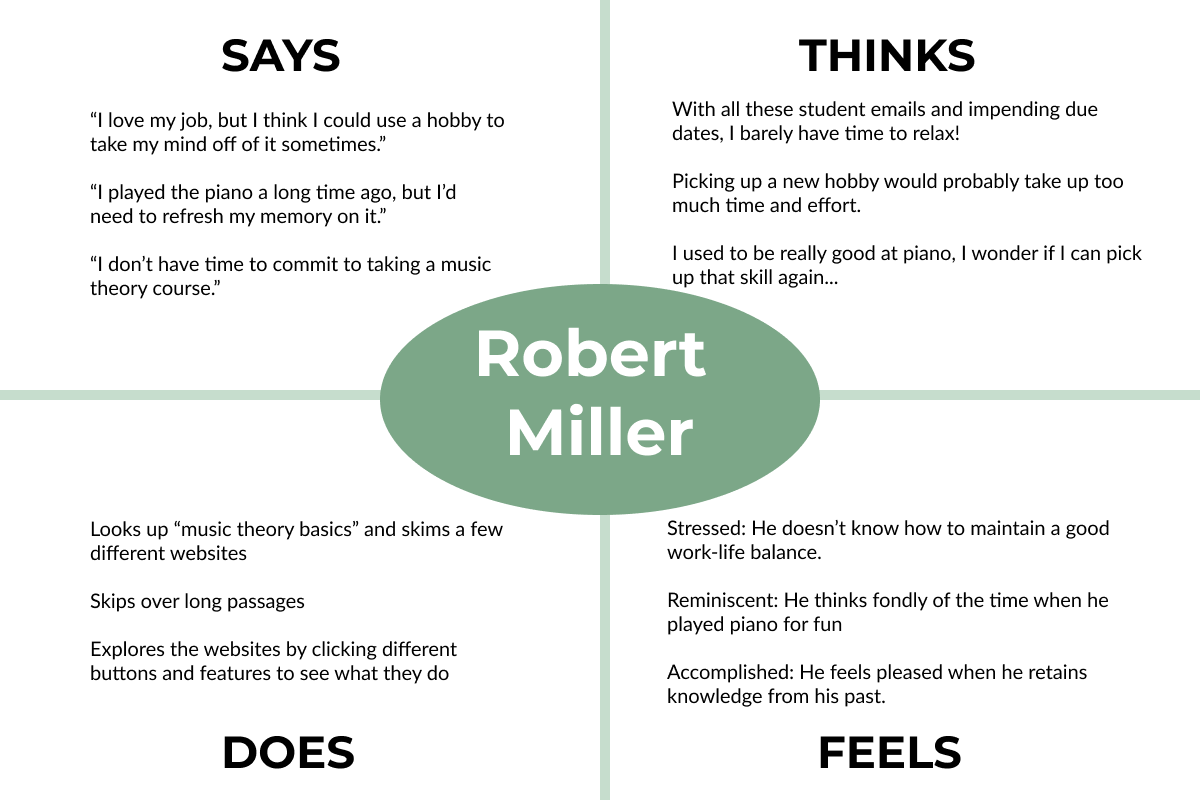 SAYS
“I love my job, but I think I could use a hobby to
take my mind off of it sometimes.”
“I played the piano a long time ago, but I’d
need to refresh my memory on it.”
“I don’t have time to commit to taking a music
theory course.”
THINKS
With all these student emails and impending due
dates, I barely have time to relax!
Picking up a new hobby would probably take up too
much time and effort.
I used to be really good at piano, I wonder if I can pick
up that skill again...
Robert
Miller
Looks up “music theory basics” and skims a few
different websites
Skips over long passages
Explores the websites by clicking different
buttons and features to see what they do
DOES
Stressed: He doesn’t know how to maintain a good
work-life balance.
Reminiscent: He thinks fondly of the time when he
played piano for fun
Accomplished: He feels pleased when he retains
knowledge from his past.
FEELS